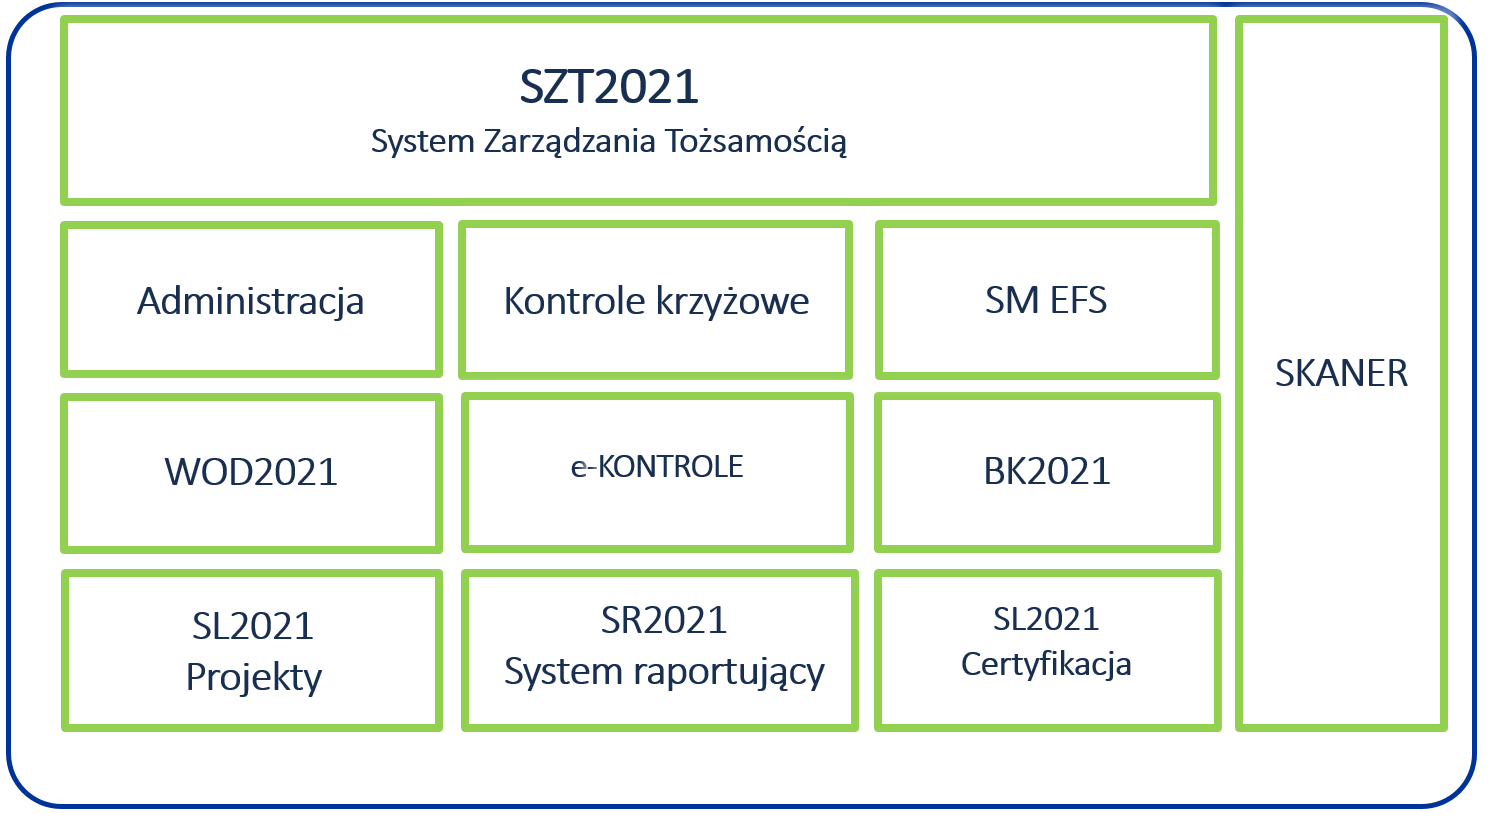 SZT2021
System Zarządzania Tożsamością
Administracja
Kontrole krzyżowe
SM EFS
SKANER
WOD2021
e-KONTROLE
BK2021
SL2021
Projekty
SR2021
System raportujący
SL2021
Certyfikacja